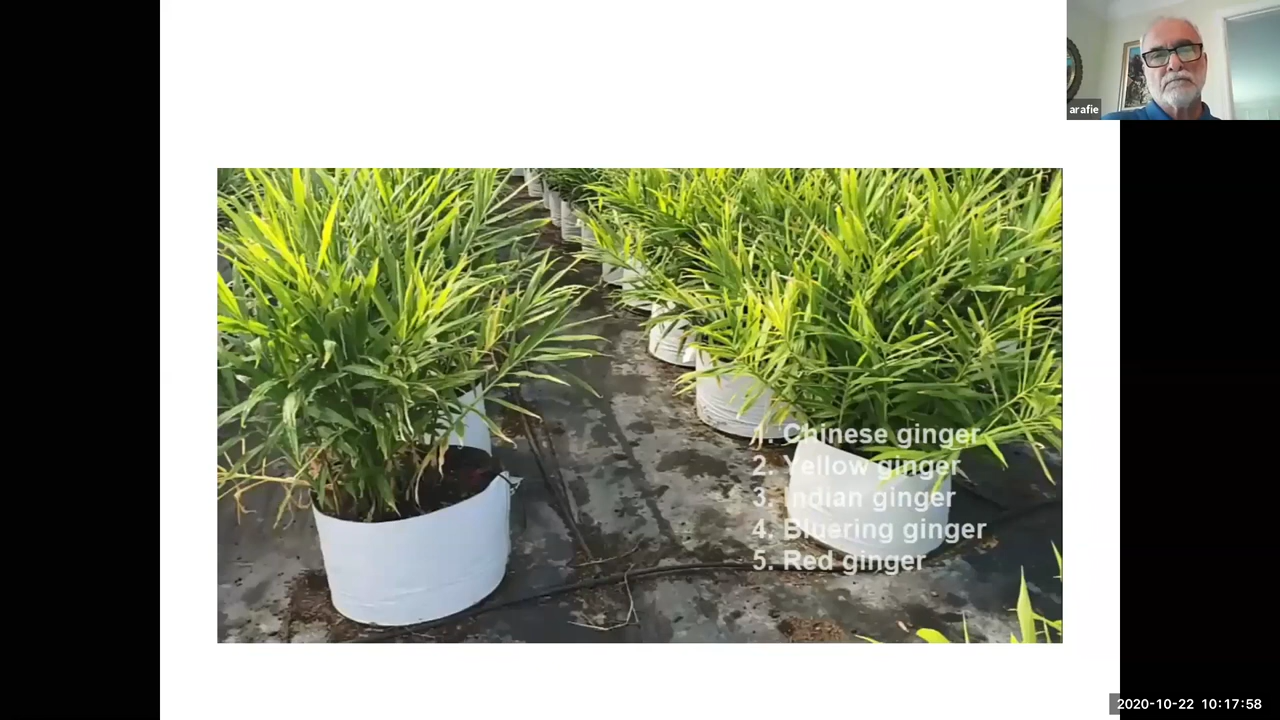 arafie
1. Chinese ginger
2. Yellow ginger
3. Indian ginger
4. Bluering ginger
5. Red ginger
2020-10-22 10:17:58